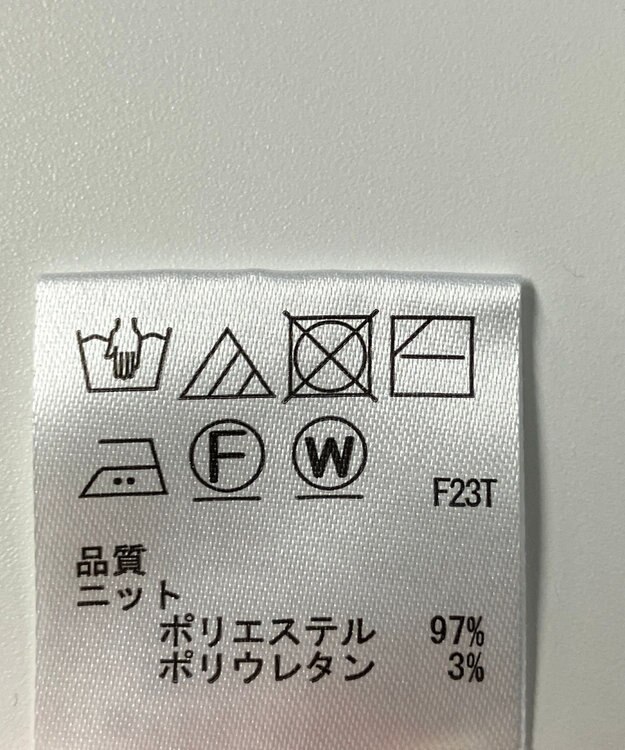 F W F23T
品質
ニット
ポリエステル 97%
ポリウレタン 3%